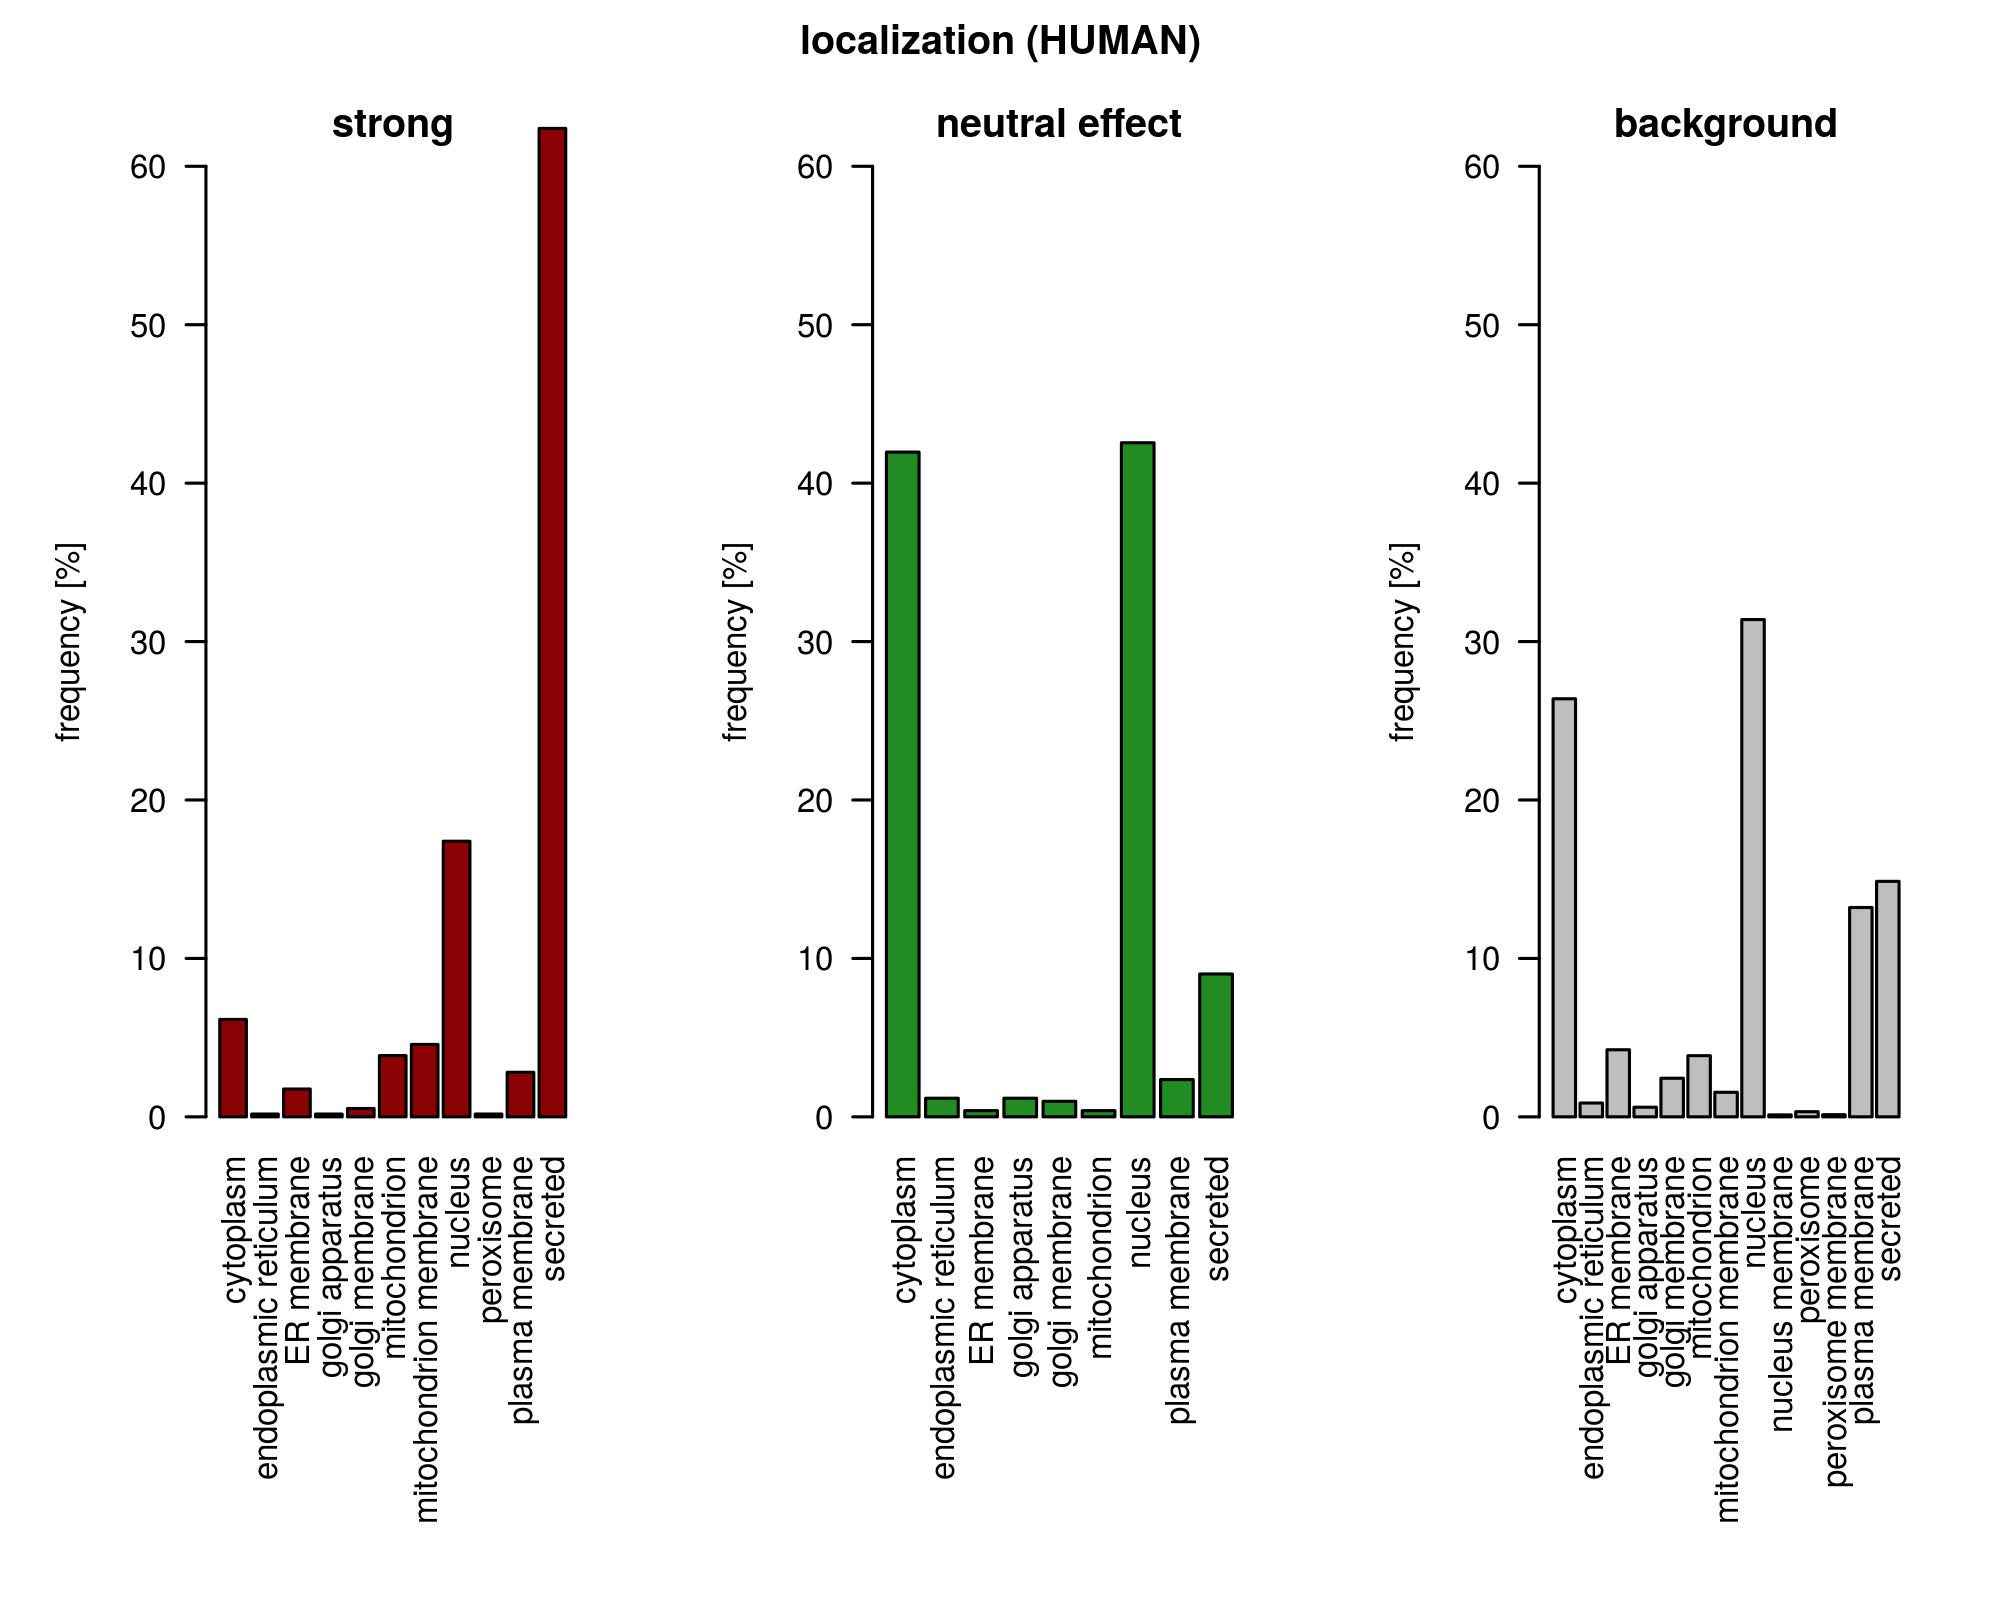 localization (HUMAN)
strong
frequency [%]
60
50
40
30
20
10
0
cytoplasm
endoplasmic reticulum
ER membrane
golgi apparatus
golgi membrane
mitochondrion
mitochondrion membrane
nucleus
peroxisome
plasma membrane
secreted
neutral effect
frequency [%]
60
50
40
30
20
10
0
cytoplasm
endoplasmic reticulum
ER membrane
golgi apparatus
golgi membrane
mitochondrion
nucleus
plasma membrane
secreted
background
frequency [%]
60
50
40
30
20
10
0
cytoplasm
endoplasmic reticulum
ER membrane
golgi apparatus
golgi membrane
mitochondrion
mitochondrion membrane
nucleus
nucleus membrane
peroxisome
peroxisome membrane
plasma membrane
secreted